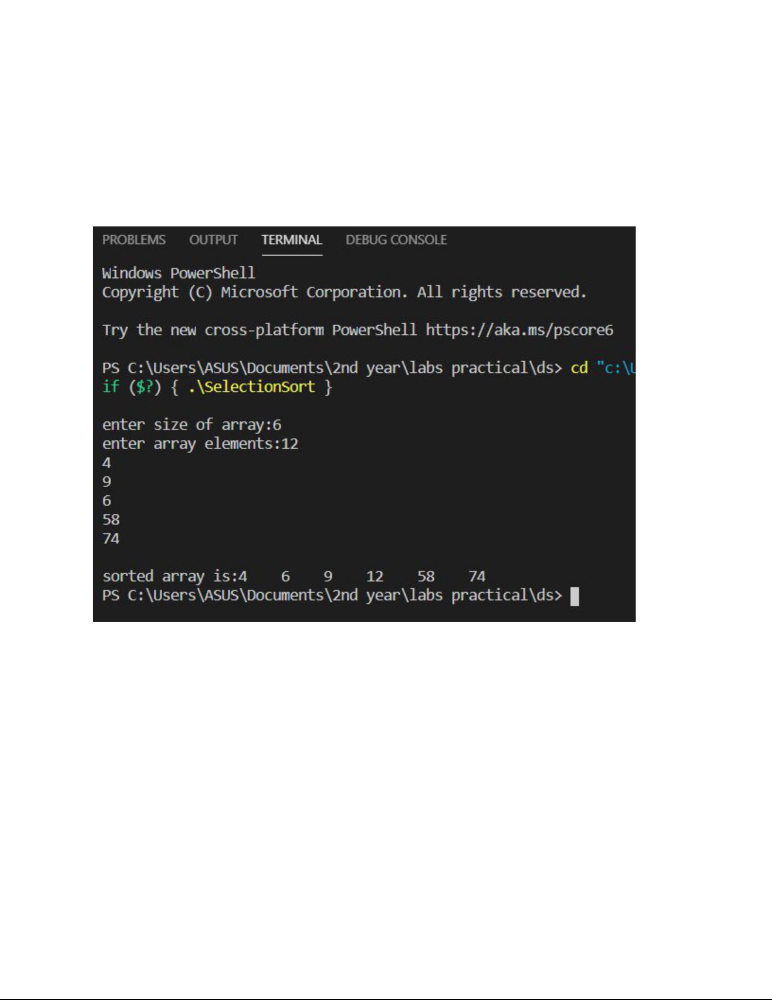 PROBLEMS OUTPUT TERMINAL DEBUG CONSOLE
Windows PowerShell
Copyright (C) Microsoft Corporation. All rights reserved.
Try the new cross-platform PowerShell https://aka.ms/pscore6
PS C:\Users\ASUS\Documents\2nd year\labs practical\ds> cd "c:\U
if ($?) { .\SelectionSort }
enter size of array:6
enter array elements:12
4
9
6
58
74
sorted array is:4 6 9 12 58 74
PS C:\Users\ASUS\Documents\2nd year\labs practical\ds>